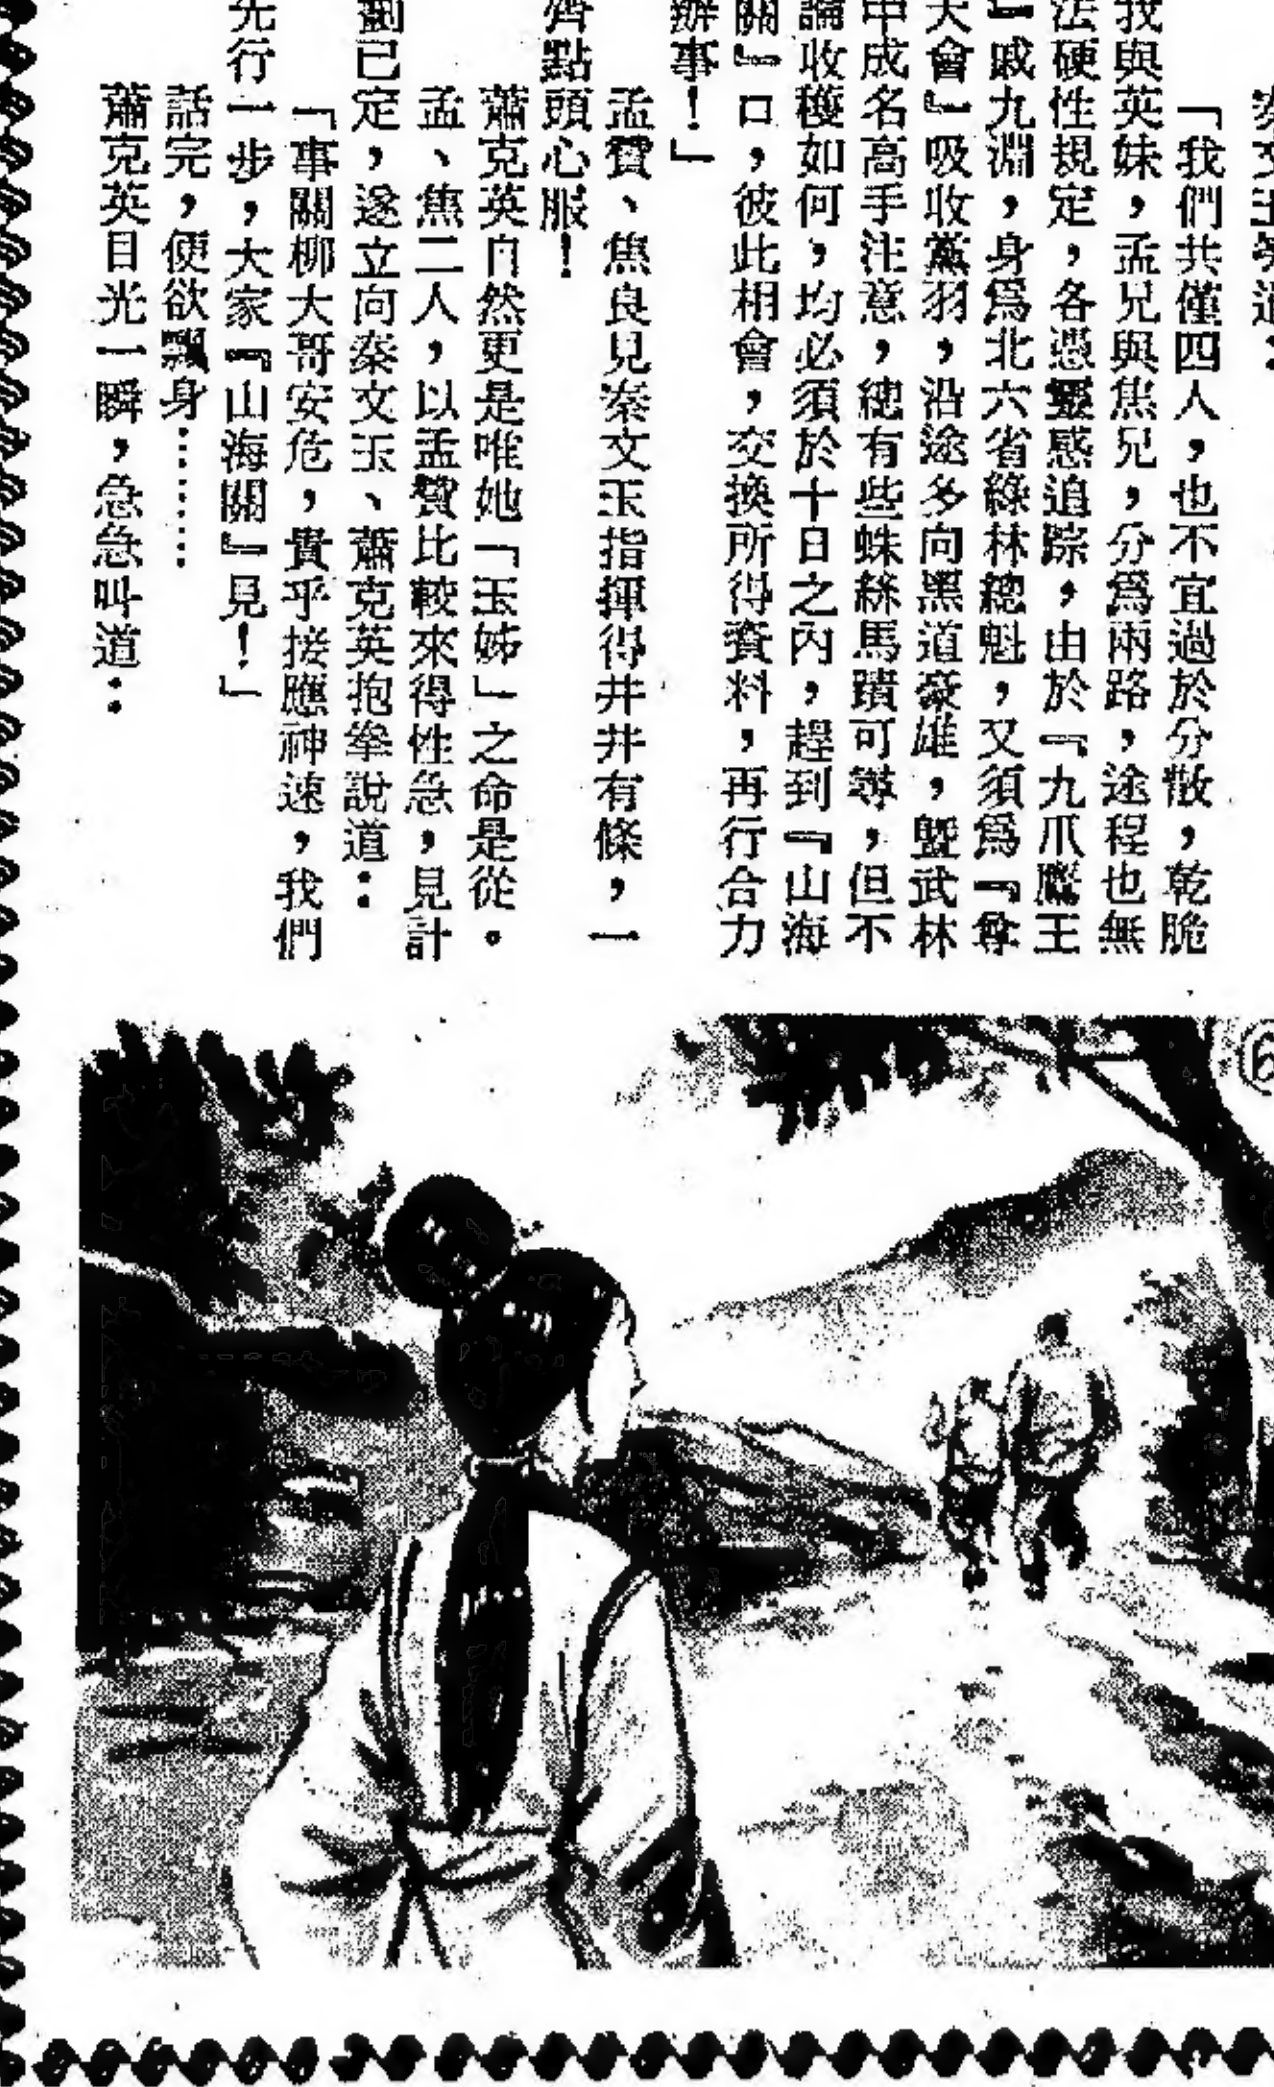 秦文玉笑道：
「我們共僅四人，也不宜過於分散，乾脆
我與英妹，孟兄與焦兄，分爲兩路，途程也無
法硬性規定，各憑靈感追踪，由於『九爪鷹王
』戚九淵，身爲北六省綠林總魁，又須爲『尊
天會』吸收黨羽，沿途多向黑道豪雄，曁武林
中成名高手注意，總有些蛛絲馬蹟可尋，但不
論收穫如何，均必須於十日之內，趕到『山海
關』口，彼此相會，交換所得資料，再行合力
辦事！」
孟贊、焦良見秦文玉指揮得井井有條，一
齊點頭心服！
蕭克英自然更是唯她「玉姊」之命是從。
孟、焦二人，以孟贊比較來得性急，見計
劃已定，遂立向秦文玉、蕭克英抱拳說道：
「事關柳大哥安危，貴乎接應神速，我們
先行一步，大家『山海關』見！」
話完，便欲飄身………
蕭克英目光一瞬，急急叫道：
⑥